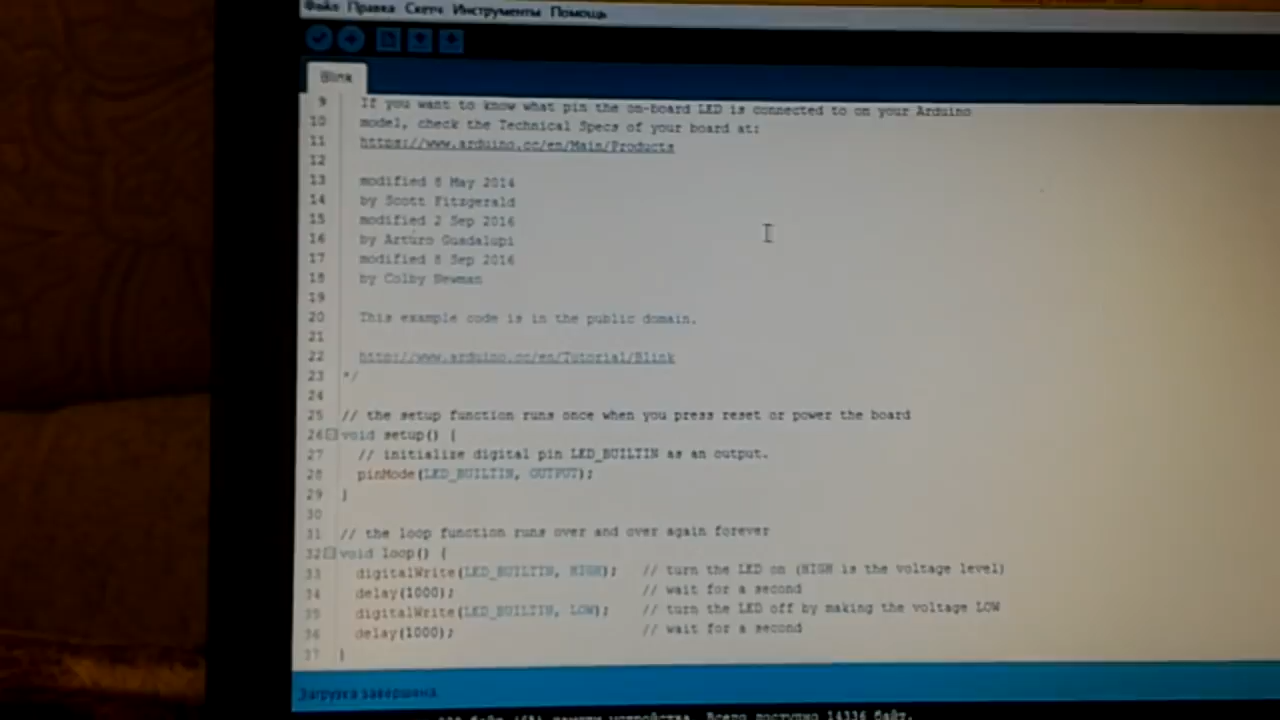 Файл Правка Скетч Инструменты Помощь
Blink
9 If you want to know what pin the on-board LED is connected to on your Arduino
10 model, check the Technical Specs of your board at:
11 https://www.arduino.cc/en/Main/Products
12
13 modified 8 May 2014
14 by Scott Fitzgerald
15 modified 2 Sep 2016
16 by Arturo Guadalupi
17 modified 8 Sep 2016
18 by Colby Newman
19
20 This example code is in the public domain.
21
22 http://www.arduino.cc/en/Tutorial/Blink
23 */
24
25 // the setup function runs once when you press reset or power the board
26 void setup() {
27 // initialize digital pin LED_BUILTIN as an output.
28 pinMode(LED_BUILTIN, OUTPUT);
29 }
30
31 // the loop function runs over and over again forever
32 void loop() {
33 digitalWrite(LED_BUILTIN, HIGH); // turn the LED on (HIGH is the voltage level)
34 delay(1000); // wait for a second
35 digitalWrite(LED_BUILTIN, LOW); // turn the LED off by making the voltage LOW
36 delay(1000); // wait for a second
37 }
Загрузка завершена.
байт памяти устройства. Всего доступно 14336 байт.